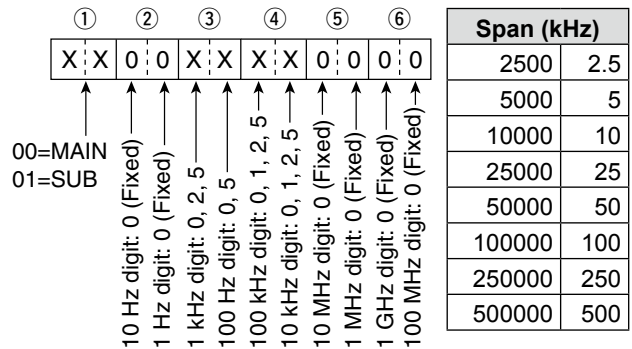 ① ② ③ ④ ⑤ ⑥
X X 0 0 X X X X 0 0 0 0
00=MAIN
01=SUB
10 Hz digit: 0 (Fixed)
1 Hz digit: 0 (Fixed)
1 kHz digit: 0, 2, 5
100 Hz digit: 0, 5
100 kHz digit: 0, 1, 2, 5
10 kHz digit: 0, 1, 2, 5
10 MHz digit: 0 (Fixed)
1 MHz digit: 0 (Fixed)
1 GHz digit: 0 (Fixed)
100 MHz digit: 0 (Fixed)
Span (kHz)
2500 2.5
5000 5
10000 10
25000 25
50000 50
100000 100
250000 250
500000 500